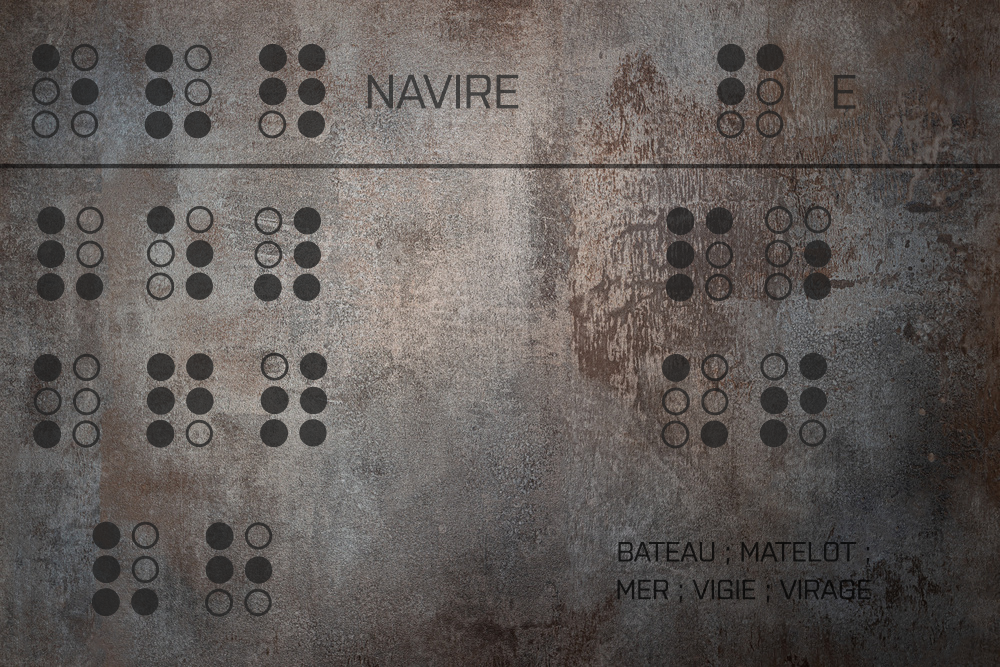 ⠑⠧⠻ NAVIRE ⠋ E
⠧⠱⠼ ⠏⠰
⠅⠟⠾ ⠡⠞
⠧⠓
BATEAU ; MATELOT ;
MER ; VIGIE ; VIRAGE